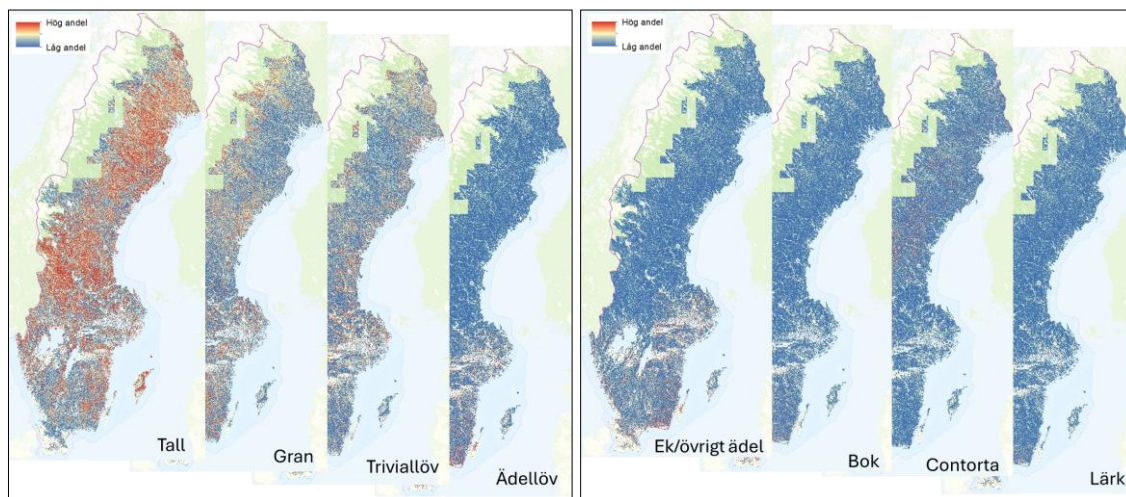 Hög andel
Låg andel
Tall
Gran
Triviallöv
Ädellöv
Hög andel
Låg andel
Ek/övrigt ädel
Bok
Contorta
Lärk